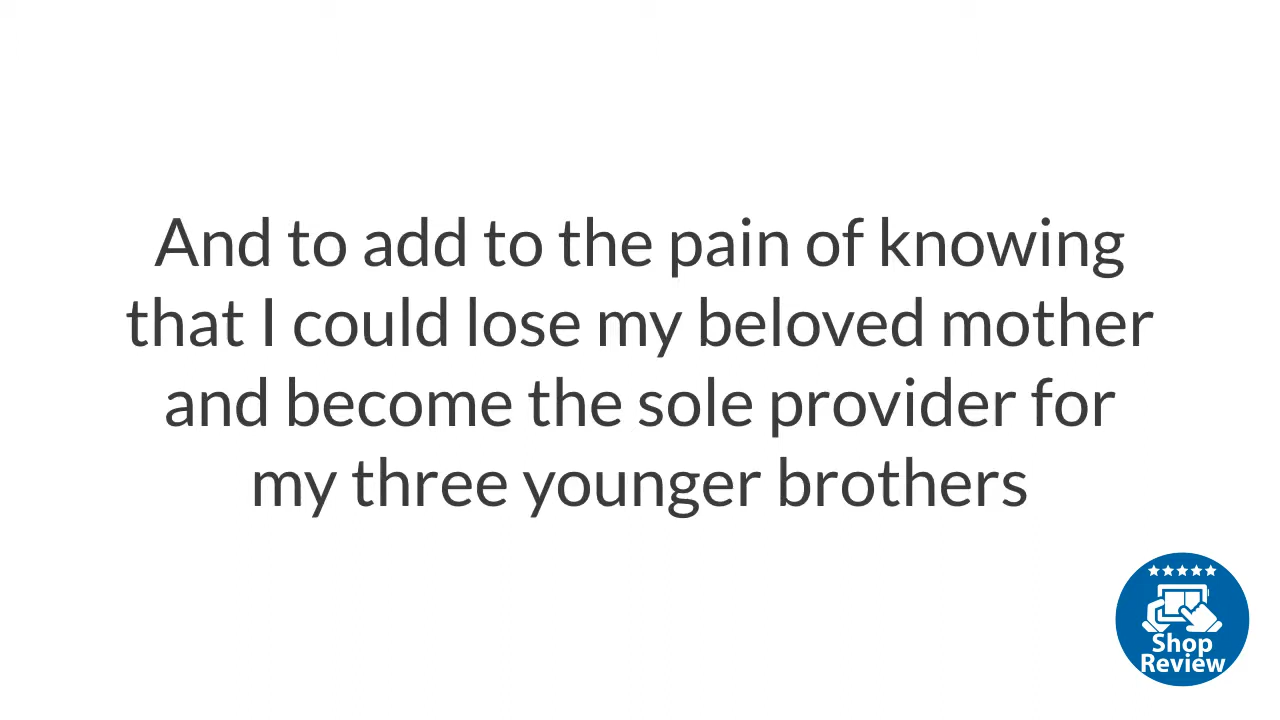 And to add to the pain of knowing
that I could lose my beloved mother
and become the sole provider for
my three younger brothers
Shop
Review